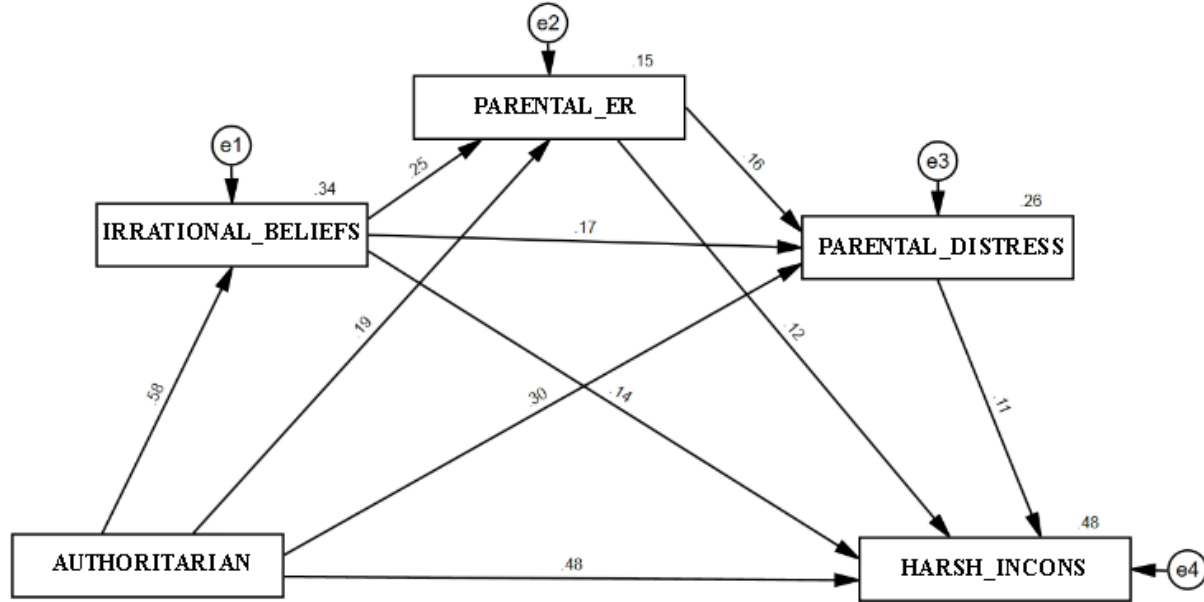 e2
.15
PARENTAL_ER
e1
.25
.16
e3
.34
.26
IRRATIONAL_BELIEFS
.17
PARENTAL_DISTRESS
.19
.12
.58
.30
.14
.11
.48
AUTHORITARIAN
.48
HARSH_INCONS
e4